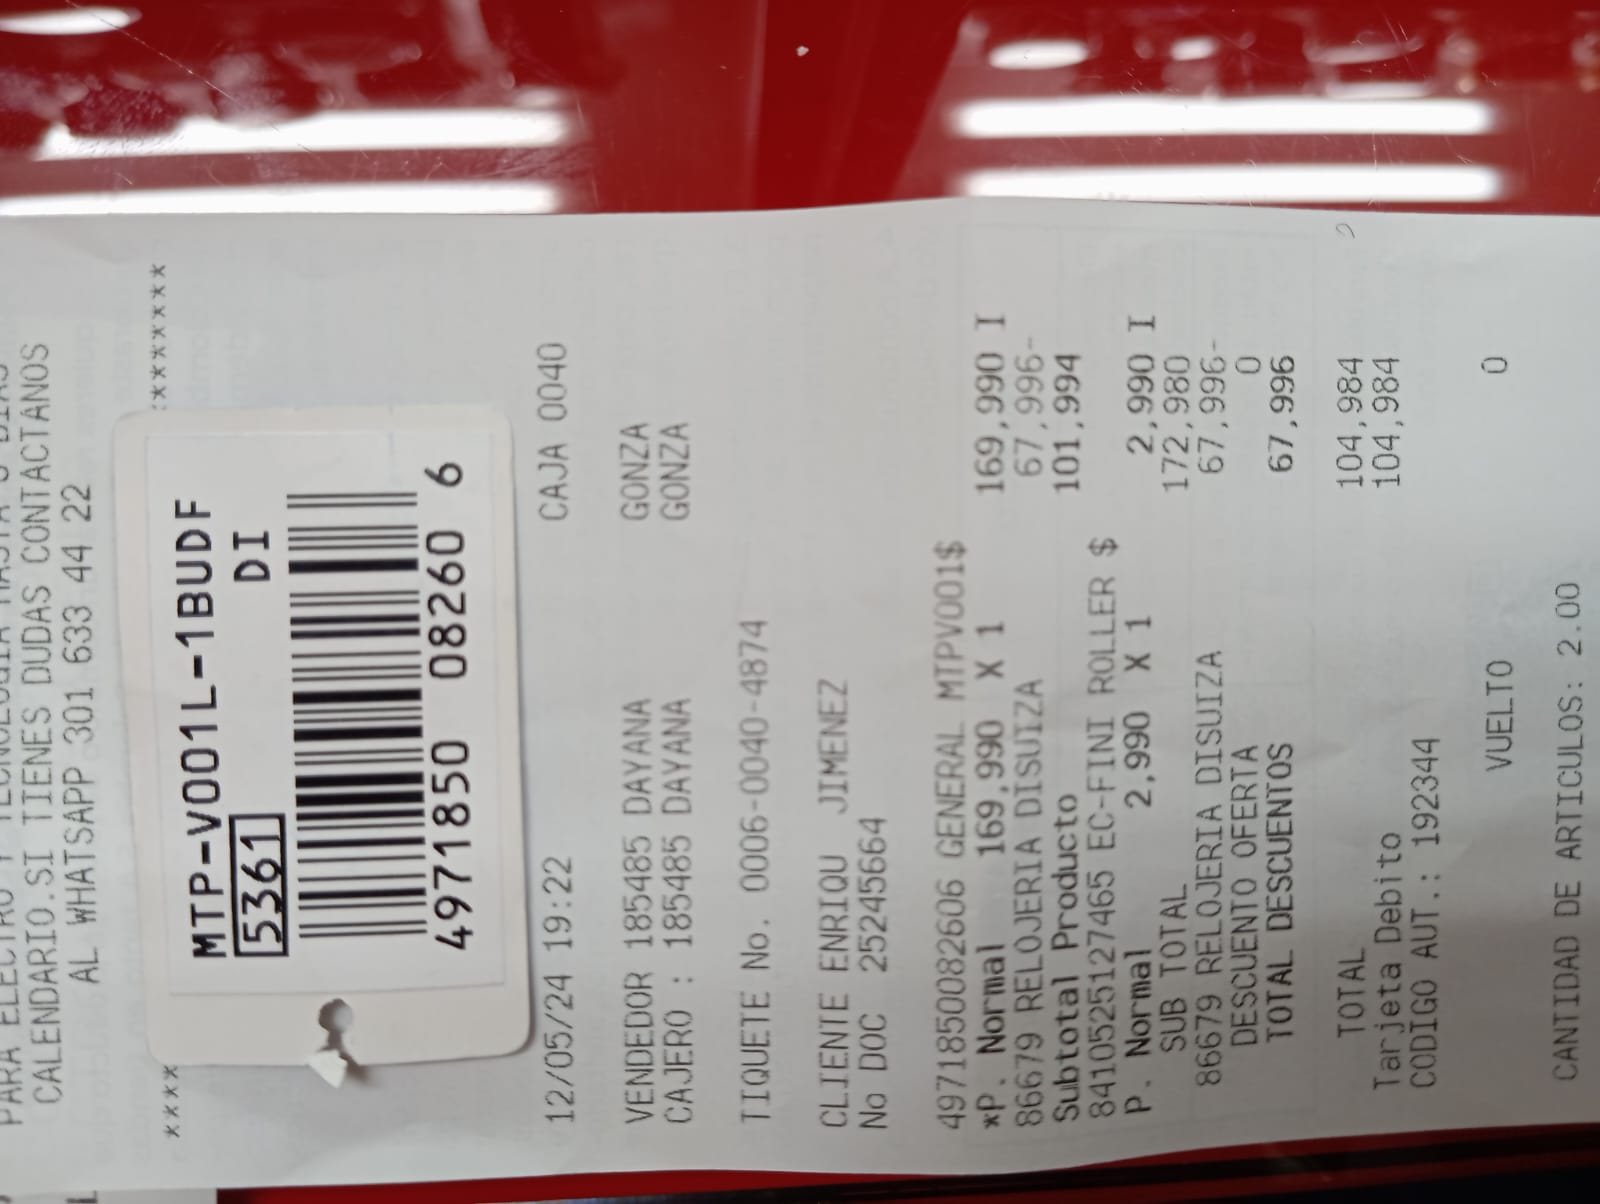 CALENDARIO.SI TIENES DUDAS CONTACTANOS
AL WHATSAPP 301 633 44 22
**** *********
MTP-V001L-1BUDF
5361 DI
4971850 08260 6
12/05/24 19:22 CAJA 0040
VENDEDOR 185485 DAYANA GONZA
CAJERO : 185485 DAYANA GONZA
TIQUETE No. 0006-0040-4874
CLIENTE ENRIQU JIMENEZ
No DOC 25245664
4971850082606 GENERAL MTPV001$
*P. Normal 169,990 X 1 169,990 I
86679 RELOJERIA DISUIZA 67,996-
Subtotal Producto 101,994
8410525127465 EC-FINI ROLLER $
P. Normal 2,990 X 1 2,990 I
SUB TOTAL 172,980
86679 RELOJERIA DISUIZA 67,996-
DESCUENTO OFERTA 0
TOTAL DESCUENTOS 67,996
TOTAL 104,984
Tarjeta Debito 104,984
CODIGO AUT.: 192344
VUELTO 0
CANTIDAD DE ARTICULOS: 2.00